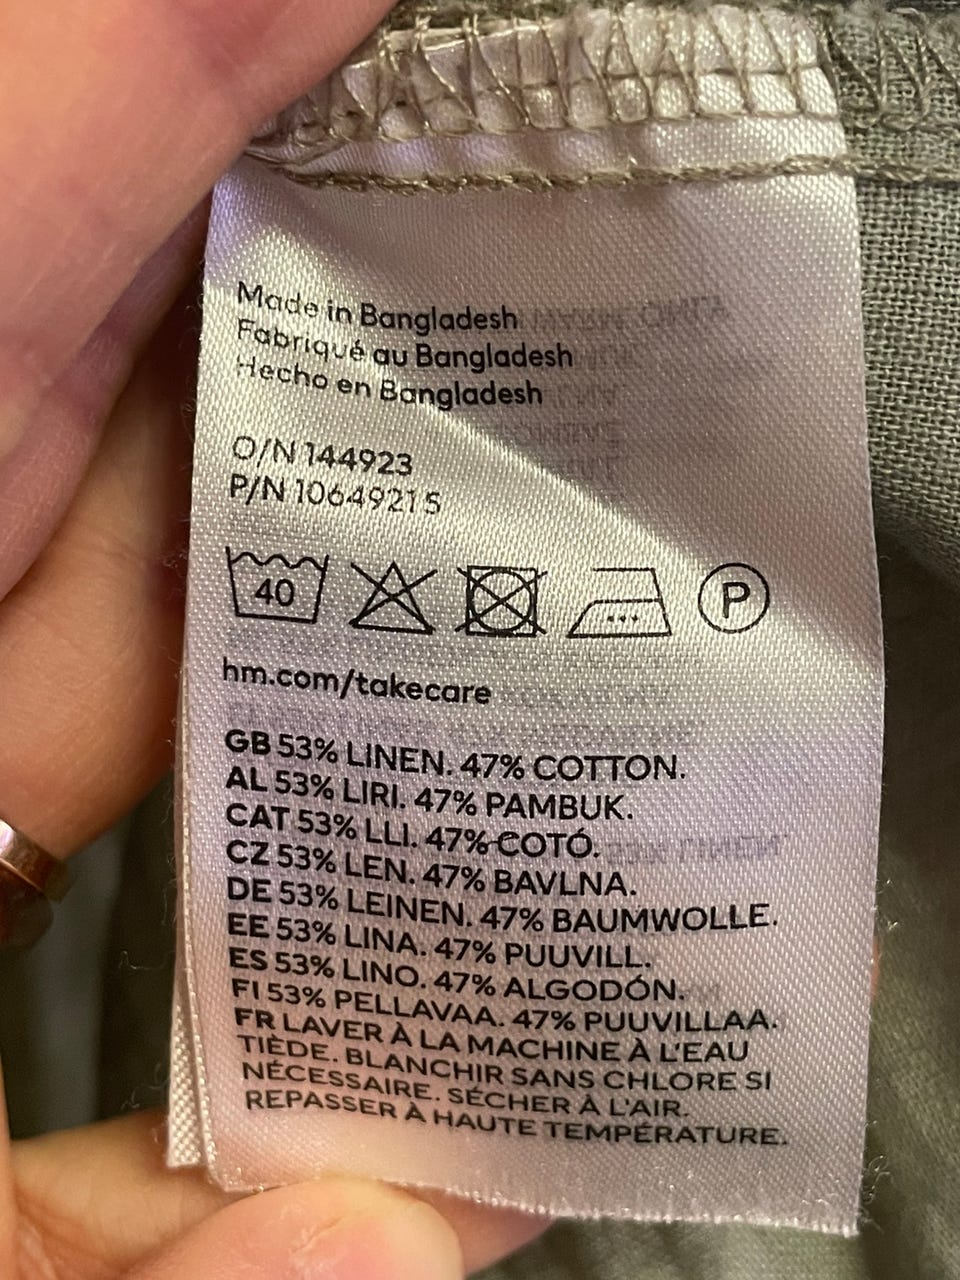 Made in Bangladesh
Fabriqué au Bangladesh
Hecho en Bangladesh
O/N 144923
P/N 10649215
40 P
hm.com/takecare
GB 53% LINEN. 47% COTTON.
AL 53% LIRI. 47% PAMBUK.
CAT 53% LLI. 47% COTÓ.
CZ 53% LEN. 47% BAVLNA.
DE 53% LEINEN. 47% BAUMWOLLE.
EE 53% LINA. 47% PUUVILL.
ES 53% LINO. 47% ALGODÓN.
FI 53% PELLAVAA. 47% PUUVILLAA.
FR LAVER À LA MACHINE À L'EAU
TIÈDE. BLANCHIR SANS CHLORE SI
NÉCESSAIRE. SÉCHER À L'AIR.
REPASSER À HAUTE TEMPÉRATURE.